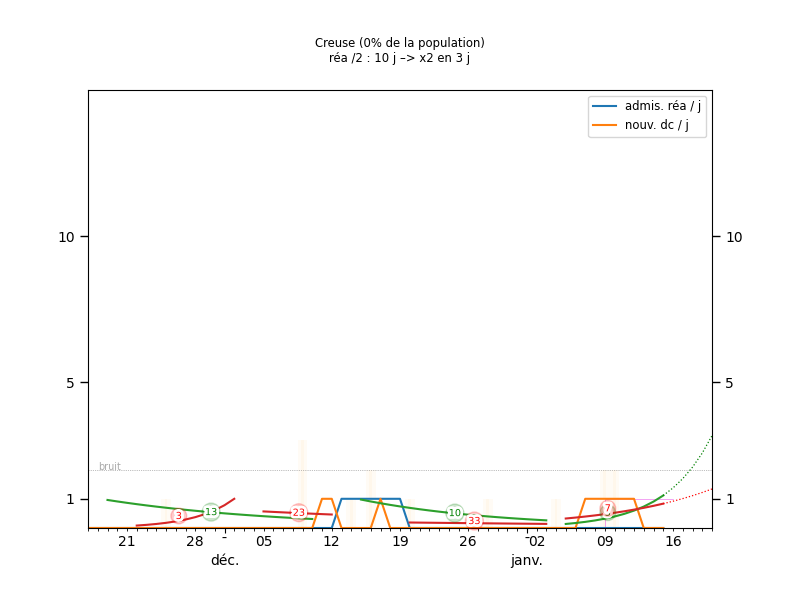 Creuse (0% de la population)
réa /2 : 10 j –> x2 en 3 j
admis. réa / j
nouv. dc / j
10 10
5 5
bruit
1 1
3 13 23 10 33 7
21 28 05 12 19 26 02 09 16
déc. janv.